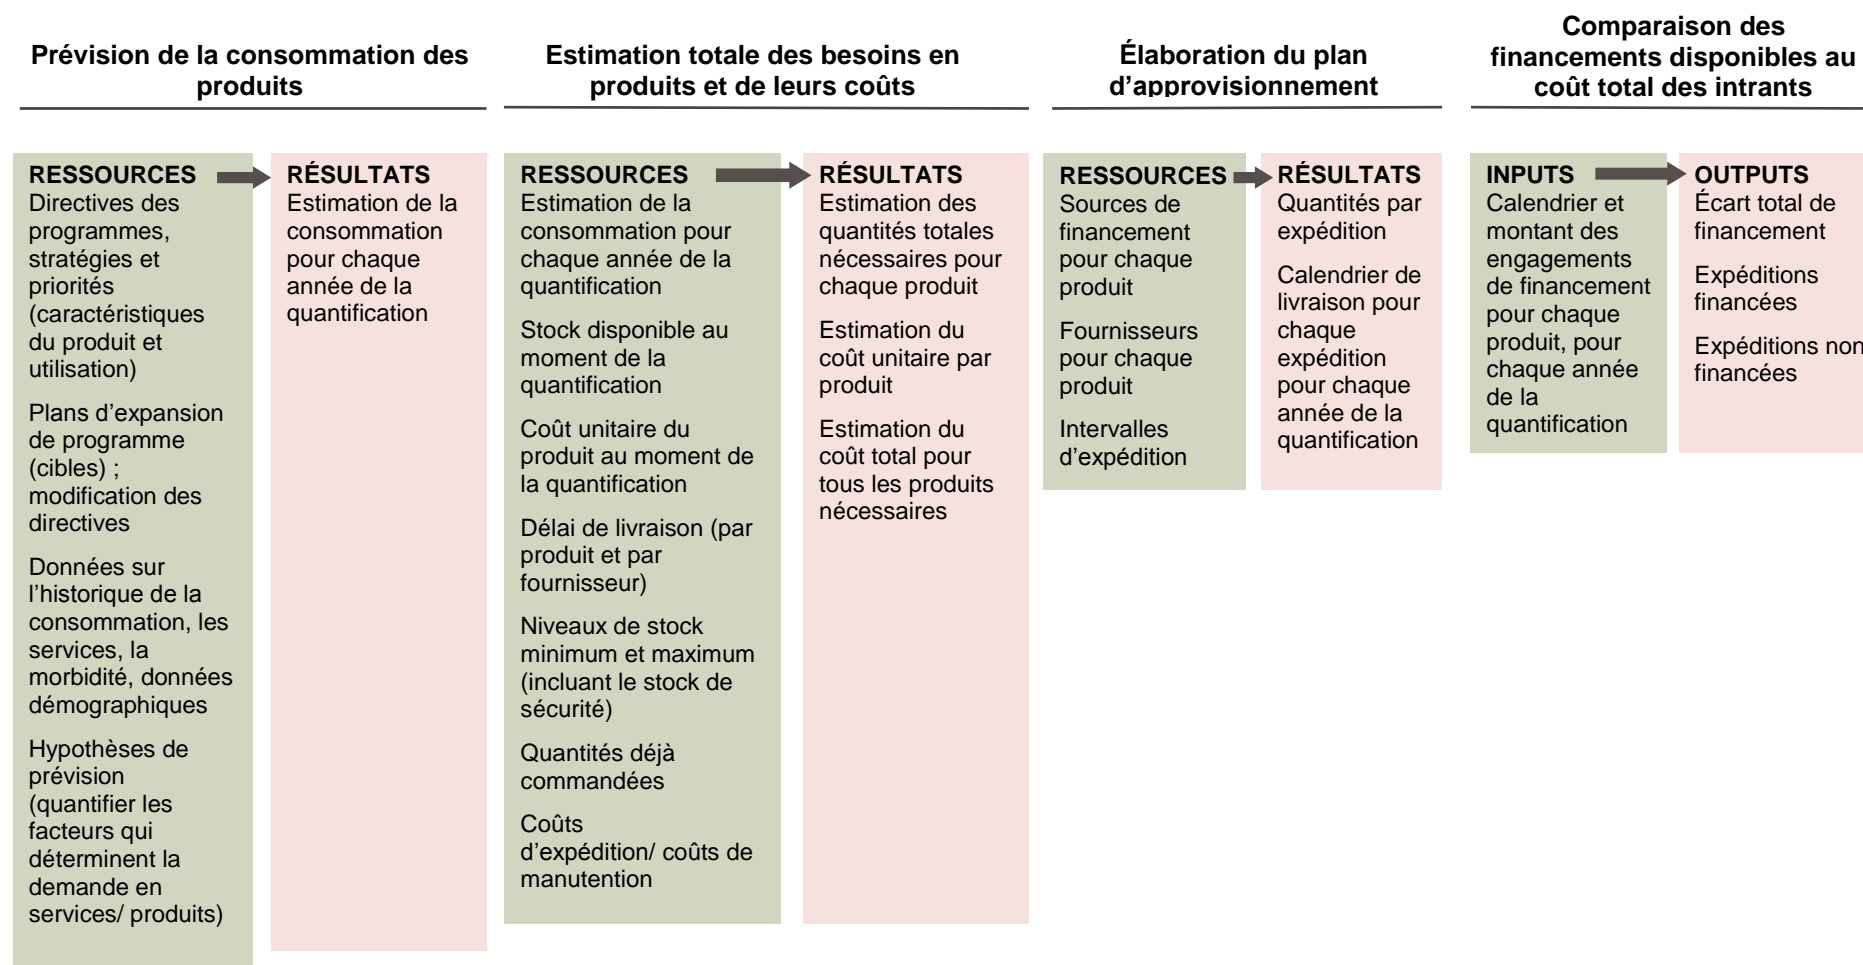 Prévision de la consommation des
produits
Estimation totale des besoins en
produits et de leurs coûts
Élaboration du plan
d’approvisionnement
Comparaison des
financements disponibles au
coût total des intrants
RESSOURCES
Directives des
programmes,
stratégies et
priorités
(caractéristiques
du produit et
utilisation)
Plans d’expansion
de programme
(cibles) ;
modification des
directives
Données sur
l’historique de la
consommation, les
services, la
morbidité, données
démographiques
Hypothèses de
prévision
(quantifier les
facteurs qui
déterminent la
demande en
services/ produits)
RÉSULTATS
Estimation de la
consommation
pour chaque
année de la
quantification
RESSOURCES
Estimation de la
consommation pour
chaque année de la
quantification
Stock disponible au
moment de la
quantification
Coût unitaire du
produit au moment de
la quantification
Délai de livraison (par
produit et par
fournisseur)
Niveaux de stock
minimum et maximum
(incluant le stock de
sécurité)
Quantités déjà
commandées
Coûts
d’expédition/ coûts de
manutention
RÉSULTATS
Estimation des
quantités totales
nécessaires pour
chaque produit
Estimation du
coût unitaire par
produit
Estimation du
coût total pour
tous les produits
nécessaires
RESSOURCES
Sources de
financement
pour chaque
produit
Fournisseurs
pour chaque
produit
Intervalles
d’expédition
RÉSULTATS
Quantités par
expédition
Calendrier de
livraison pour
chaque
expédition
pour chaque
année de la
quantification
INPUTS
Calendrier et
montant des
engagements
de financement
pour chaque
produit, pour
chaque année
de la
quantification
OUTPUTS
Écart total de
financement
Expéditions
financées
Expéditions non
financées